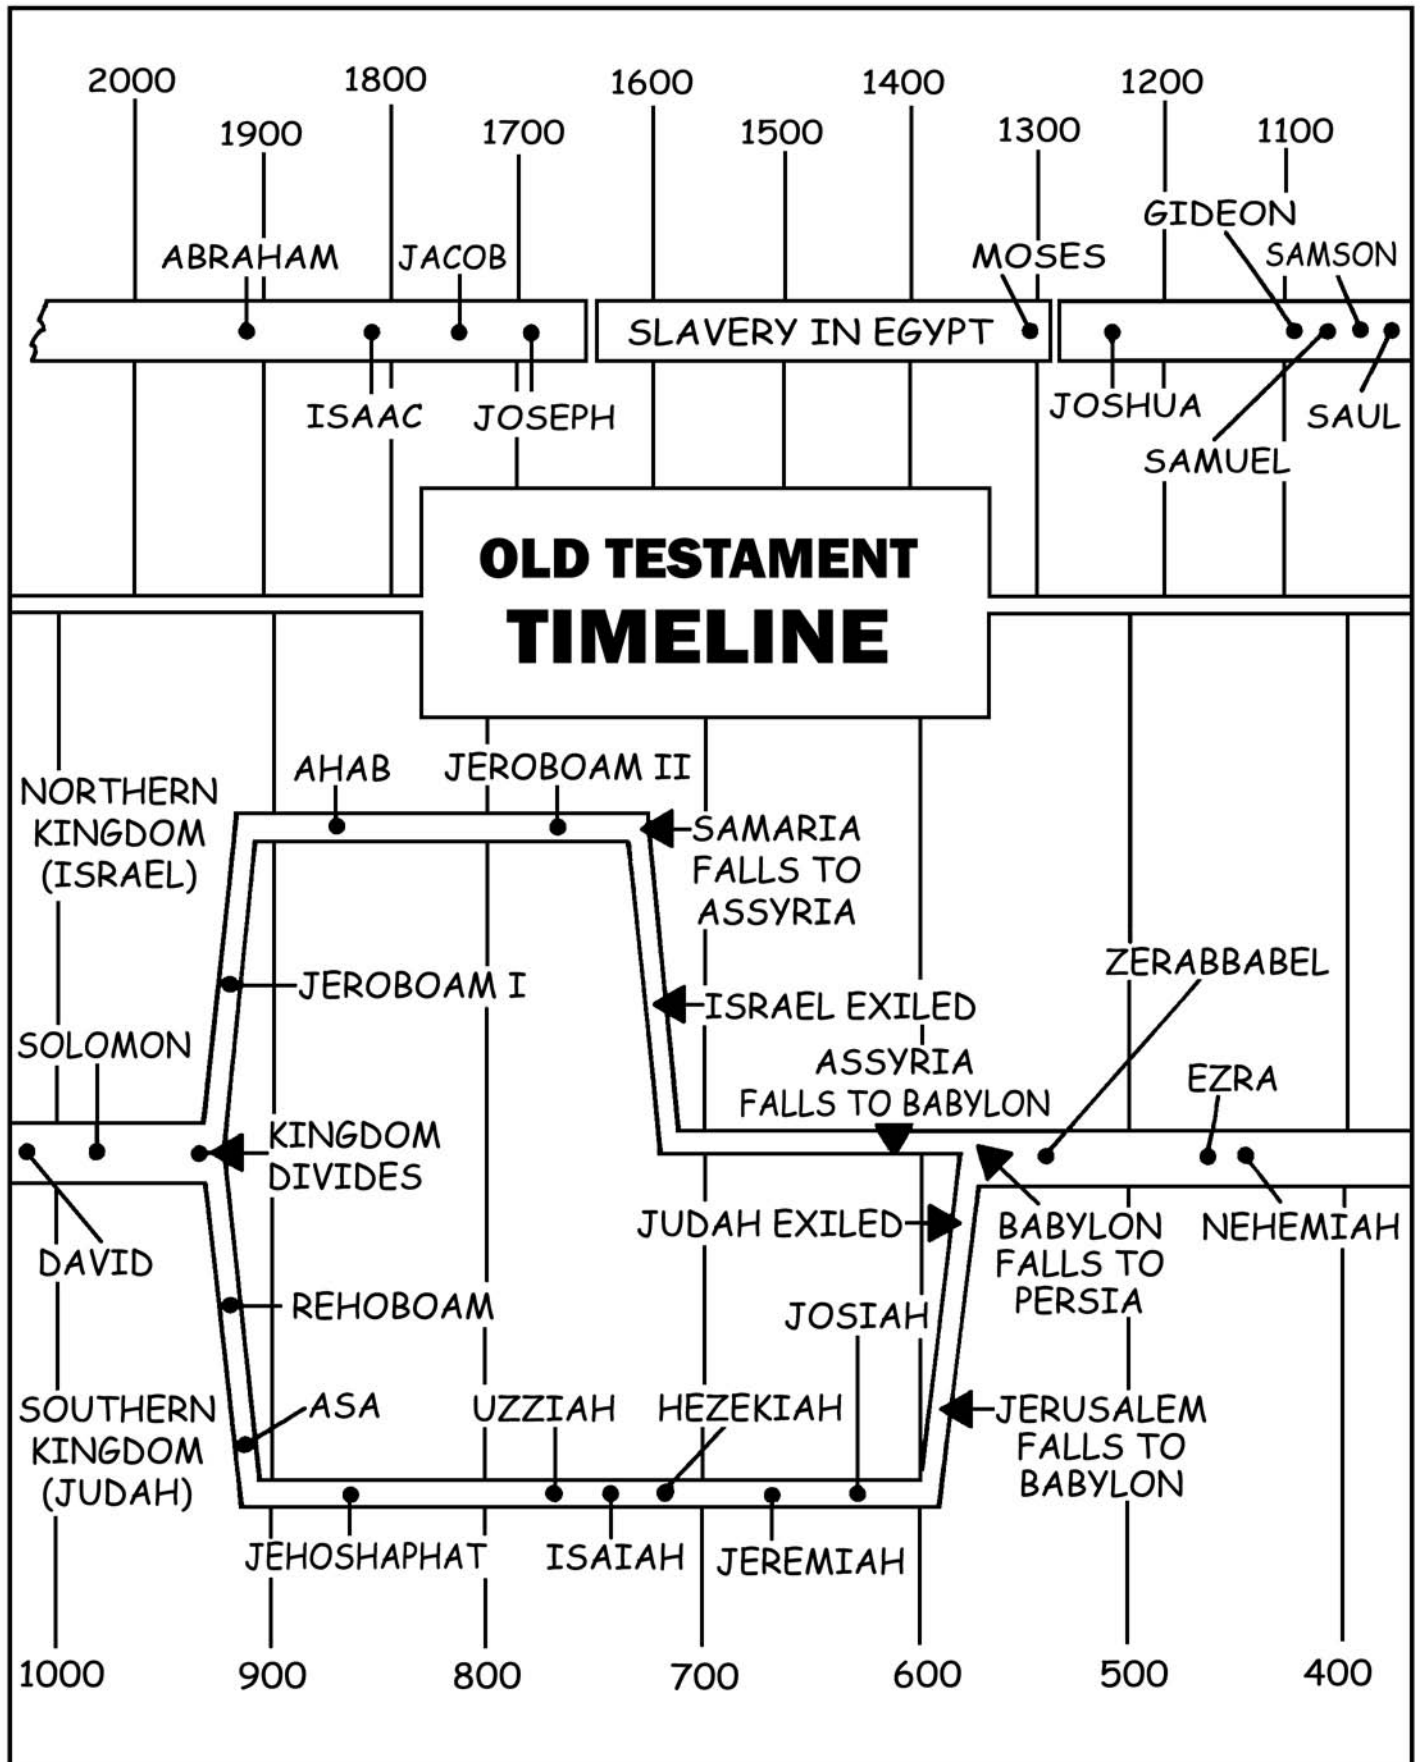 2000
1800
1600
1400
1200
1900
1700
1500
1300
1100
GIDEON
ABRAHAM
JACOB
MOSES
SAMSON
SLAVERY IN EGYPT
ISAAC
JOSEPH
JOSHUA
SAUL
SAMUEL
OLD TESTAMENT
TIMELINE
AHAB
JEROBOAM II
NORTHERN
KINGDOM
(ISRAEL)
SAMARIA
FALLS TO
ASSYRIA
ZERABBABEL
JEROBOAM I
ISRAEL EXILED
SOLOMON
ASSYRIA
FALLS TO BABYLON
EZRA
KINGDOM
DIVIDES
DAVID
JUDAH EXILED
BABYLON
FALLS TO
PERSIA
NEHEMIAH
REHOBOAM
JOSIAH
SOUTHERN
KINGDOM
(JUDAH)
ASA
UZZIAH
HEZEKIAH
JERUSALEM
FALLS TO
BABYLON
JEHOSHAPHAT
ISAIAH
JEREMIAH
1000
900
800
700
600
500
400